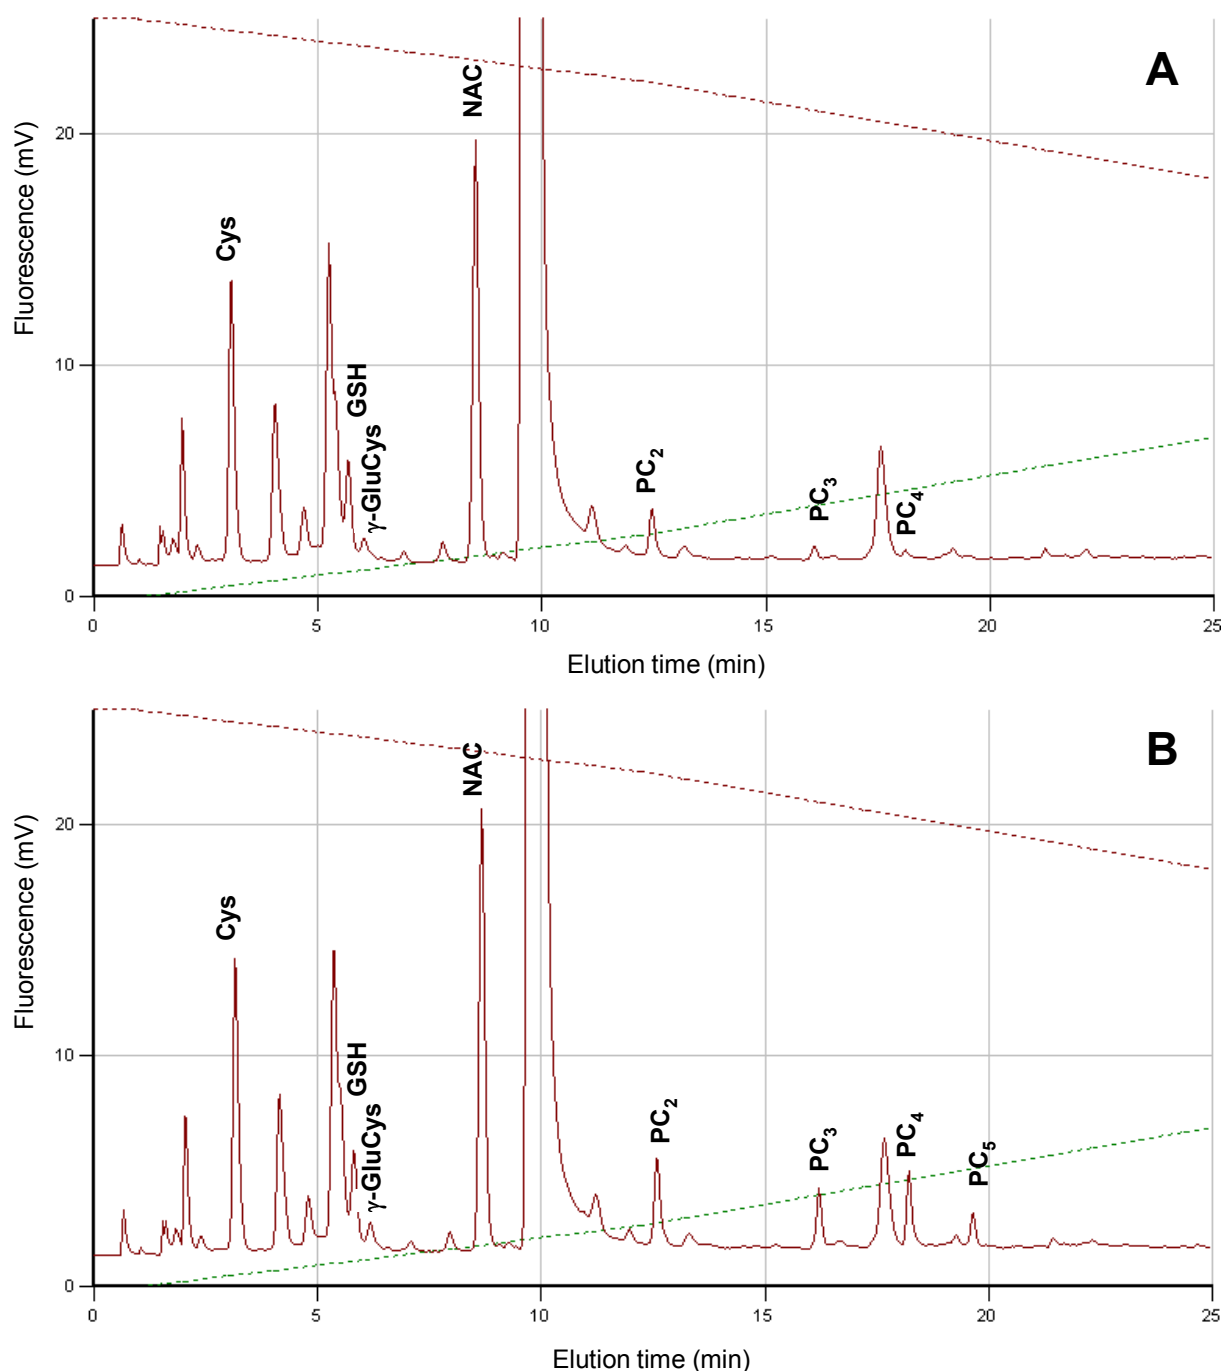 A
Fluorescence (mV)
20
10
0
Cys
GSH
γ-GluCys
NAC
PC₂
PC₃
PC₄
0 5 10 15 20 25
Elution time (min)
B
Fluorescence (mV)
20
10
0
Cys
GSH
γ-GluCys
NAC
PC₂
PC₃
PC₄
PC₅
0 5 10 15 20 25
Elution time (min)